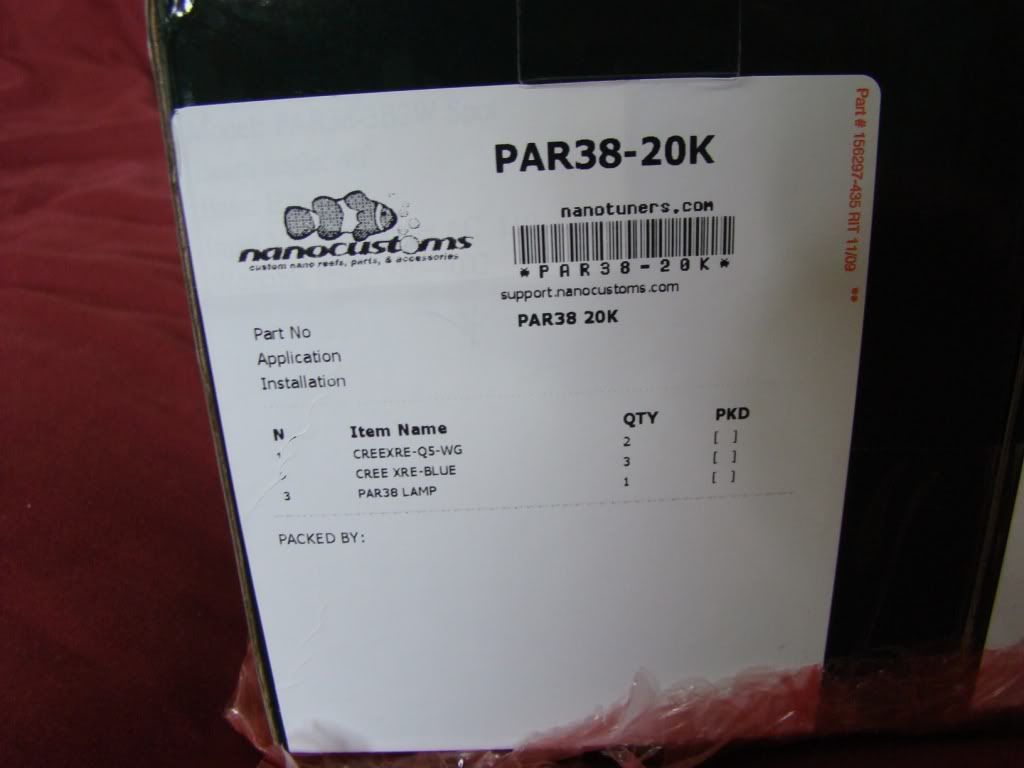 PAR38-20K
nanotuners.com
*PAR38-20K*
support.nanocustoms.com
PAR38 20K
nanocustoms
custom nano reefs, parts, & accessories
Part No
Application
Installation
N Item Name QTY PKD
CREEXRE-Q5-WG 2 [ ]
CREE XRE-BLUE 3 [ ]
3 PAR38 LAMP 1 [ ]
PACKED BY:
Part # 156297-435 RIT 11/09 **